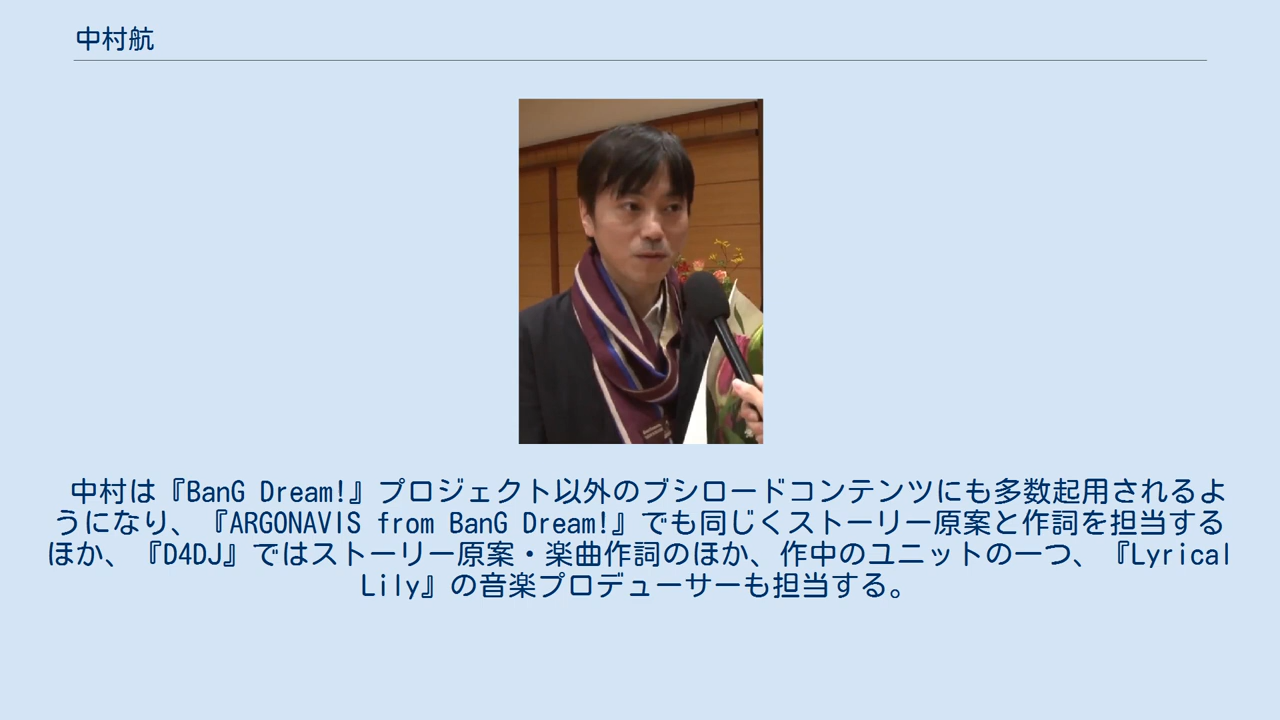 中村航
中村は『BanG Dream!』プロジェクト以外のブシロードコンテンツにも多数起用されるよ
うになり、『ARGONAVIS from BanG Dream!』でも同じくストーリー原案と作詞を担当する
ほか、『D4DJ』ではストーリー原案・楽曲作詞のほか、作中のユニットの一つ、『Lyrical
Lily』の音楽プロデューサーも担当する。